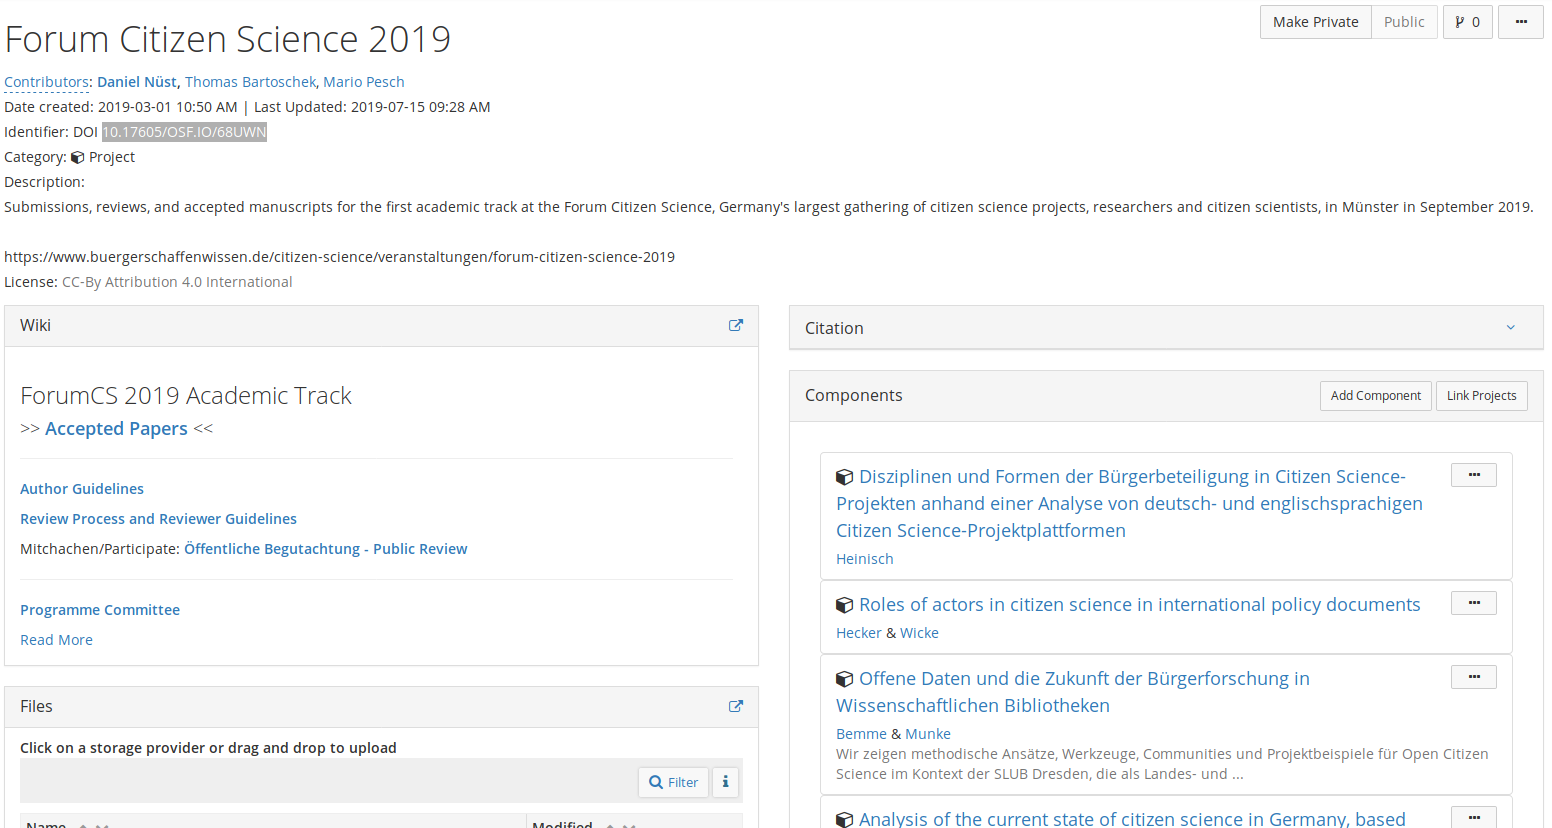 Forum Citizen Science 2019
Make Private
Public
0
Contributors: Daniel Nüst, Thomas Bartoschek, Mario Pesch
Date created: 2019-03-01 10:50 AM | Last Updated: 2019-07-15 09:28 AM
Identifier: DOI 10.17605/OSF.IO/68UWN
Category: Project
Description:
Submissions, reviews, and accepted manuscripts for the first academic track at the Forum Citizen Science, Germany's largest gathering of citizen science projects, researchers and citizen scientists, in Münster in September 2019.
https://www.buergerschaffenwissen.de/citizen-science/veranstaltungen/forum-citizen-science-2019
License: CC-By Attribution 4.0 International
Wiki
ForumCS 2019 Academic Track
>> Accepted Papers <<
Author Guidelines
Review Process and Reviewer Guidelines
Mitchachen/Participate: Öffentliche Begutachtung - Public Review
Programme Committee
Read More
Files
Click on a storage provider or drag and drop to upload
Filter
Name
Modified
Citation
Components
Add Component
Link Projects
Disziplinen und Formen der Bürgerbeteiligung in Citizen Science-
Projekten anhand einer Analyse von deutsch- und englischsprachigen
Citizen Science-Projektplattformen
Heinisch
Roles of actors in citizen science in international policy documents
Hecker & Wicke
Offene Daten und die Zukunft der Bürgerforschung in
Wissenschaftlichen Bibliotheken
Bemme & Munke
Wir zeigen methodische Ansätze, Werkzeuge, Communities und Projektbeispiele für Open Citizen
Science im Kontext der SLUB Dresden, die als Landes- und ...
Analysis of the current state of citizen science in Germany, based